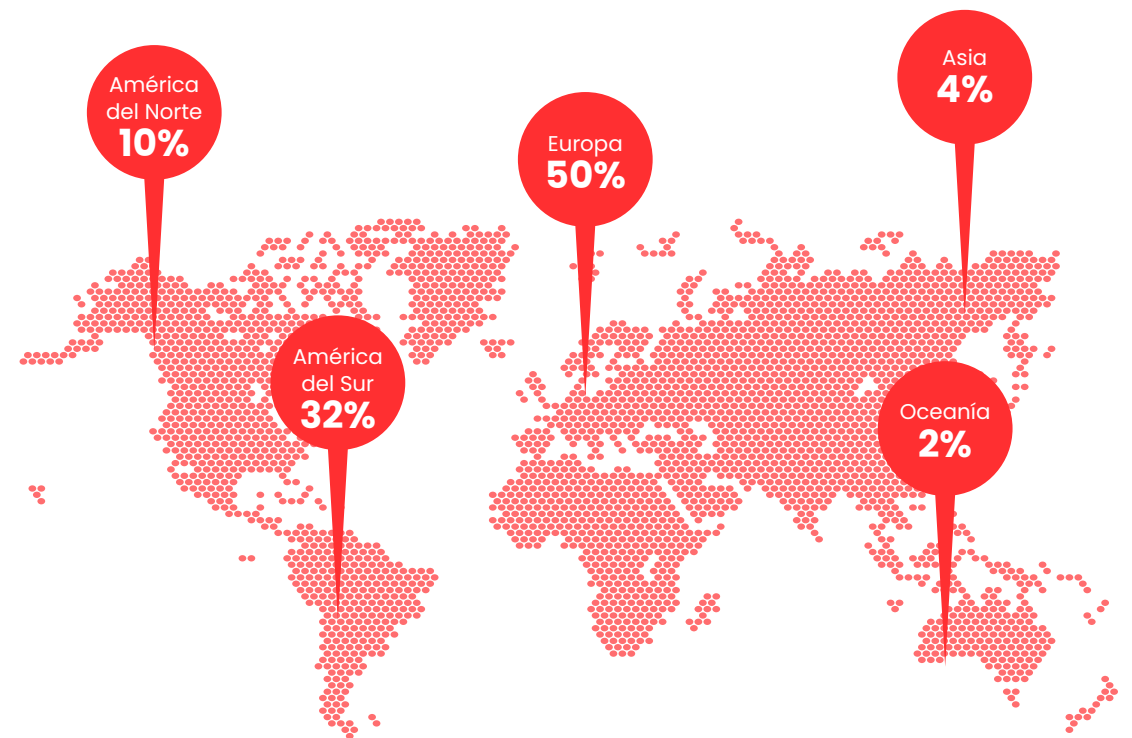 América
del Norte
10%
Europa
50%
Asia
4%
América
del Sur
32%
Oceanía
2%